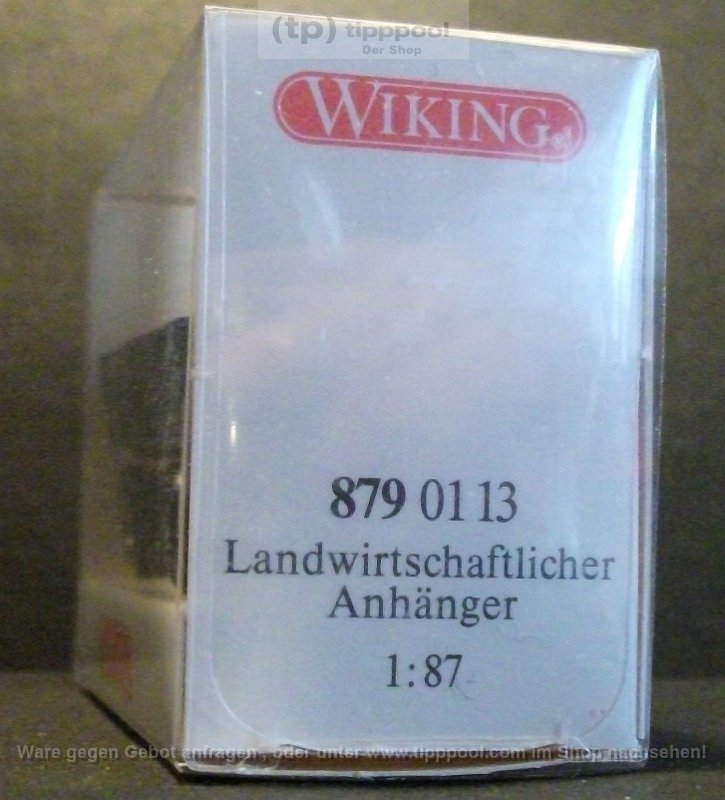 (tp) tipppool
Der Shop
WIKING
879 01 13
Landwirtschaftlicher
Anhänger
1:87
Ware gegen Gebot anfragen , oder unter www.tipppool.com im Shop nachsehen!